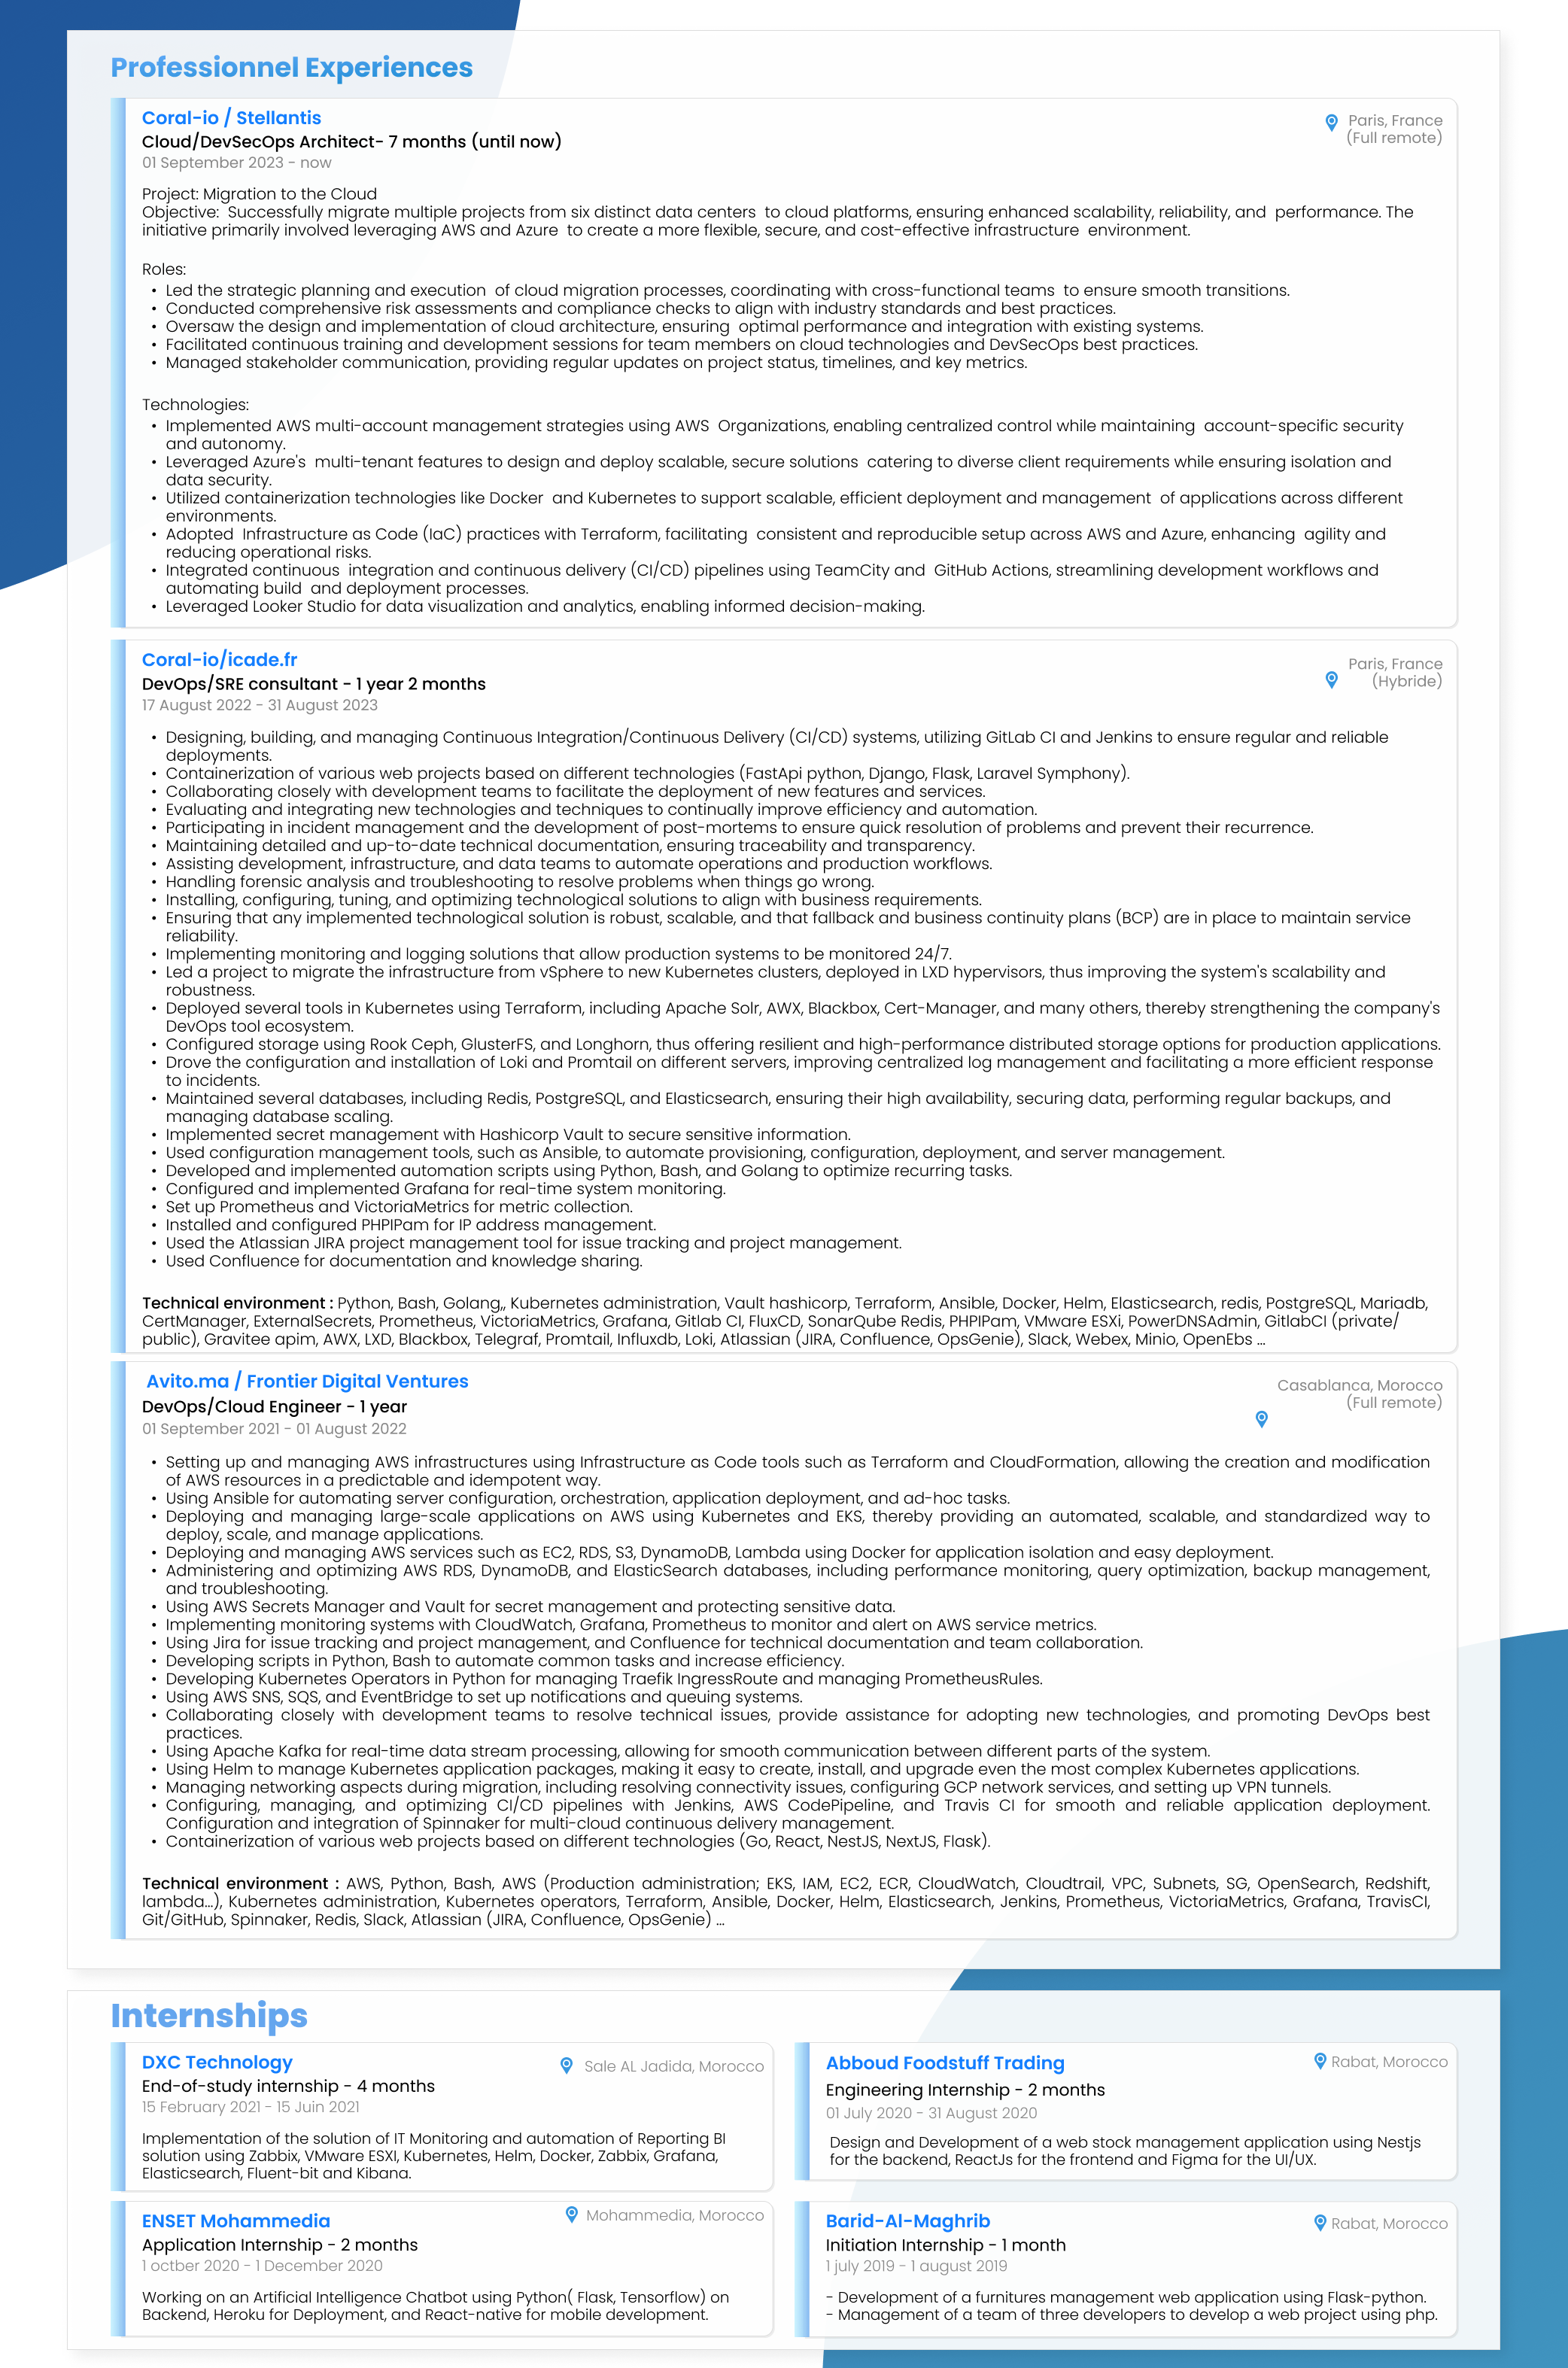 Professionnel Experiences
Coral-io / Stellantis
Paris, France
(Full remote)
Cloud/DevSecOps Architect- 7 months (until now)
01 September 2023 - now
Project: Migration to the Cloud
Objective: Successfully migrate multiple projects from six distinct data centers to cloud platforms, ensuring enhanced scalability, reliability, and performance. The
initiative primarily involved leveraging AWS and Azure to create a more flexible, secure, and cost-effective infrastructure environment.
Roles:
• Led the strategic planning and execution of cloud migration processes, coordinating with cross-functional teams to ensure smooth transitions.
• Conducted comprehensive risk assessments and compliance checks to align with industry standards and best practices.
• Oversaw the design and implementation of cloud architecture, ensuring optimal performance and integration with existing systems.
• Facilitated continuous training and development sessions for team members on cloud technologies and DevSecOps best practices.
• Managed stakeholder communication, providing regular updates on project status, timelines, and key metrics.
Technologies:
• Implemented AWS multi-account management strategies using AWS Organizations, enabling centralized control while maintaining account-specific security
and autonomy.
• Leveraged Azure's multi-tenant features to design and deploy scalable, secure solutions catering to diverse client requirements while ensuring isolation and
data security.
• Utilized containerization technologies like Docker and Kubernetes to support scalable, efficient deployment and management of applications across different
environments.
• Adopted Infrastructure as Code (IaC) practices with Terraform, facilitating consistent and reproducible setup across AWS and Azure, enhancing agility and
reducing operational risks.
• Integrated continuous integration and continuous delivery (CI/CD) pipelines using TeamCity and GitHub Actions, streamlining development workflows and
automating build and deployment processes.
• Leveraged Looker Studio for data visualization and analytics, enabling informed decision-making.
Coral-io/icade.fr
Paris, France
(Hybride)
DevOps/SRE consultant - 1 year 2 months
17 August 2022 - 31 August 2023
• Designing, building, and managing Continuous Integration/Continuous Delivery (CI/CD) systems, utilizing GitLab CI and Jenkins to ensure regular and reliable
deployments.
• Containerization of various web projects based on different technologies (FastApi python, Django, Flask, Laravel Symphony).
• Collaborating closely with development teams to facilitate the deployment of new features and services.
• Evaluating and integrating new technologies and techniques to continually improve efficiency and automation.
• Participating in incident management and the development of post-mortems to ensure quick resolution of problems and prevent their recurrence.
• Maintaining detailed and up-to-date technical documentation, ensuring traceability and transparency.
• Assisting development, infrastructure, and data teams to automate operations and production workflows.
• Handling forensic analysis and troubleshooting to resolve problems when things go wrong.
• Installing, configuring, tuning, and optimizing technological solutions to align with business requirements.
• Ensuring that any implemented technological solution is robust, scalable, and that fallback and business continuity plans (BCP) are in place to maintain service
reliability.
• Implementing monitoring and logging solutions that allow production systems to be monitored 24/7.
• Led a project to migrate the infrastructure from vSphere to new Kubernetes clusters, deployed in LXD hypervisors, thus improving the system's scalability and
robustness.
• Deployed several tools in Kubernetes using Terraform, including Apache Solr, AWX, Blackbox, Cert-Manager, and many others, thereby strengthening the company's
DevOps tool ecosystem.
• Configured storage using Rook Ceph, GlusterFS, and Longhorn, thus offering resilient and high-performance distributed storage options for production applications.
• Drove the configuration and installation of Loki and Promtail on different servers, improving centralized log management and facilitating a more efficient response
to incidents.
• Maintained several databases, including Redis, PostgreSQL, and Elasticsearch, ensuring their high availability, securing data, performing regular backups, and
managing database scaling.
• Implemented secret management with Hashicorp Vault to secure sensitive information.
• Used configuration management tools, such as Ansible, to automate provisioning, configuration, deployment, and server management.
• Developed and implemented automation scripts using Python, Bash, and Golang to optimize recurring tasks.
• Configured and implemented Grafana for real-time system monitoring.
• Set up Prometheus and VictoriaMetrics for metric collection.
• Installed and configured PHPIPam for IP address management.
• Used the Atlassian JIRA project management tool for issue tracking and project management.
• Used Confluence for documentation and knowledge sharing.
Technical environment : Python, Bash, Golang,, Kubernetes administration, Vault hashicorp, Terraform, Ansible, Docker, Helm, Elasticsearch, redis, PostgreSQL, Mariadb,
CertManager, ExternalSecrets, Prometheus, VictoriaMetrics, Grafana, Gitlab CI, FluxCD, SonarQube Redis, PHPIPam, VMware ESXi, PowerDNSAdmin, GitlabCI (private/
public), Gravitee apim, AWX, LXD, Blackbox, Telegraf, Promtail, Influxdb, Loki, Atlassian (JIRA, Confluence, OpsGenie), Slack, Webex, Minio, OpenEbs ...
Avito.ma / Frontier Digital Ventures
Casablanca, Morocco
(Full remote)
DevOps/Cloud Engineer - 1 year
01 September 2021 - 01 August 2022
• Setting up and managing AWS infrastructures using Infrastructure as Code tools such as Terraform and CloudFormation, allowing the creation and modification
of AWS resources in a predictable and idempotent way.
• Using Ansible for automating server configuration, orchestration, application deployment, and ad-hoc tasks.
• Deploying and managing large-scale applications on AWS using Kubernetes and EKS, thereby providing an automated, scalable, and standardized way to
deploy, scale, and manage applications.
• Deploying and managing AWS services such as EC2, RDS, S3, DynamoDB, Lambda using Docker for application isolation and easy deployment.
• Administering and optimizing AWS RDS, DynamoDB, and ElasticSearch databases, including performance monitoring, query optimization, backup management,
and troubleshooting.
• Using AWS Secrets Manager and Vault for secret management and protecting sensitive data.
• Implementing monitoring systems with CloudWatch, Grafana, Prometheus to monitor and alert on AWS service metrics.
• Using Jira for issue tracking and project management, and Confluence for technical documentation and team collaboration.
• Developing scripts in Python, Bash to automate common tasks and increase efficiency.
• Developing Kubernetes Operators in Python for managing Traefik IngressRoute and managing PrometheusRules.
• Using AWS SNS, SQS, and EventBridge to set up notifications and queuing systems.
• Collaborating closely with development teams to resolve technical issues, provide assistance for adopting new technologies, and promoting DevOps best
practices.
• Using Apache Kafka for real-time data stream processing, allowing for smooth communication between different parts of the system.
• Using Helm to manage Kubernetes application packages, making it easy to create, install, and upgrade even the most complex Kubernetes applications.
• Managing networking aspects during migration, including resolving connectivity issues, configuring GCP network services, and setting up VPN tunnels.
• Configuring, managing, and optimizing CI/CD pipelines with Jenkins, AWS CodePipeline, and Travis CI for smooth and reliable application deployment.
Configuration and integration of Spinnaker for multi-cloud continuous delivery management.
• Containerization of various web projects based on different technologies (Go, React, NestJS, NextJS, Flask).
Technical environment : AWS, Python, Bash, AWS (Production administration; EKS, IAM, EC2, ECR, CloudWatch, Cloudtrail, VPC, Subnets, SG, OpenSearch, Redshift,
lambda...), Kubernetes administration, Kubernetes operators, Terraform, Ansible, Docker, Helm, Elasticsearch, Jenkins, Prometheus, VictoriaMetrics, Grafana, TravisCI,
Git/GitHub, Spinnaker, Redis, Slack, Atlassian (JIRA, Confluence, OpsGenie) ...
Internships
DXC Technology
Sale AL Jadida, Morocco
End-of-study internship - 4 months
15 February 2021 - 15 Juin 2021
Implementation of the solution of IT Monitoring and automation of Reporting BI
solution using Zabbix, VMware ESXI, Kubernetes, Helm, Docker, Zabbix, Grafana,
Elasticsearch, Fluent-bit and Kibana.
Abboud Foodstuff Trading
Rabat, Morocco
Engineering Internship - 2 months
01 July 2020 - 31 August 2020
Design and Development of a web stock management application using Nestjs
for the backend, ReactJs for the frontend and Figma for the UI/UX.
ENSET Mohammedia
Mohammedia, Morocco
Application Internship - 2 months
1 octber 2020 - 1 December 2020
Working on an Artificial Intelligence Chatbot using Python( Flask, Tensorflow) on
Backend, Heroku for Deployment, and React-native for mobile development.
Barid-Al-Maghrib
Rabat, Morocco
Initiation Internship - 1 month
1 july 2019 - 1 august 2019
- Development of a furnitures management web application using Flask-python.
- Management of a team of three developers to develop a web project using php.